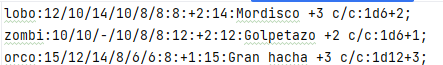 lobo:12/10/14/10/8/8:8:+2:14:Mordisco +3 c/c:1d6+2;
zombi:10/10/-/10/8/8:12:+2:12:Golpetazo +2 c/c:1d6+1;
orco:15/12/14/8/6/6:8:+1:15:Gran hacha +3 c/c:1d12+3;